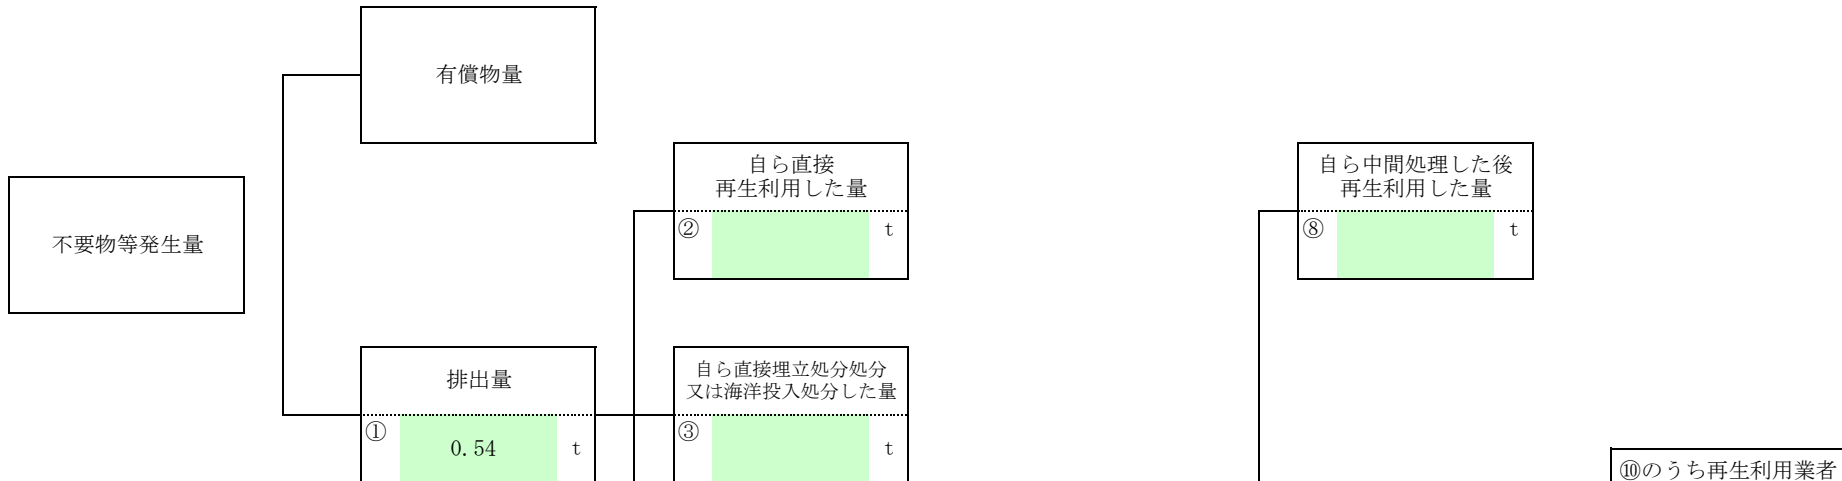 有償物量
自ら直接
再生利用した量
② t
自ら中間処理した後
再生利用した量
⑧ t
不要物等発生量
排出量
① 0.54 t
自ら直接埋立処分処分
又は海洋投入処分した量
③ t
⑩のうち再生利用業者